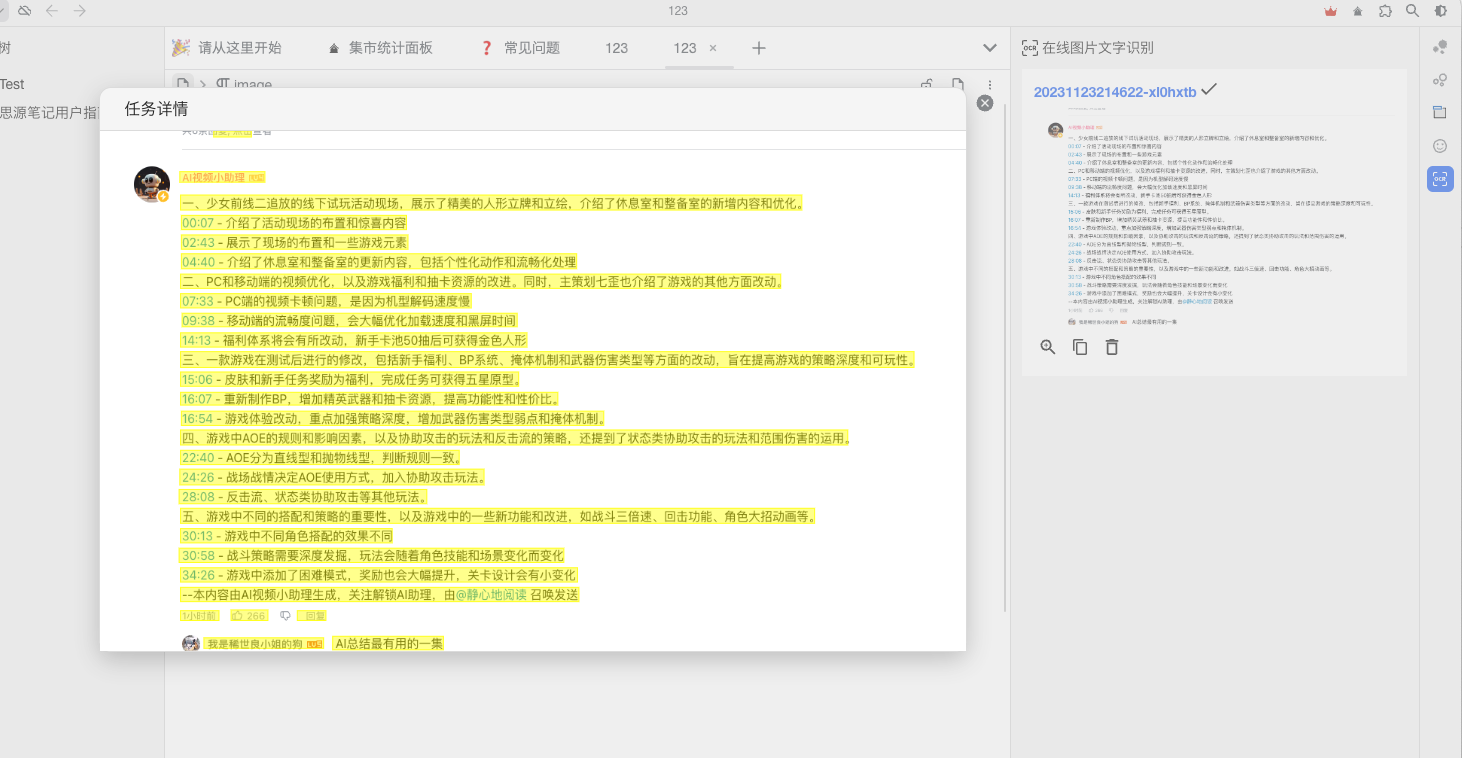 123
树
请从这里开始
集市统计面板
常见问题
123
123
在线图片文字识别
Test
image
思源笔记用户指
任务详情
20231123214622-xl0hxtb
AI视频小助理
一、少女前线二追放的线下试玩活动现场，展示了精美的人形立牌和立绘，介绍了休息室和整备室的新增内容和优化。
00:07 - 介绍了活动现场的布置和惊喜内容
02:43 - 展示了现场的布置和一些游戏元素
04:40 - 介绍了休息室和整备室的更新内容，包括个性化动作和流畅化处理
二、PC和移动端的视频优化，以及游戏福利和抽卡资源的改进。同时，主策划七歪也介绍了游戏的其他方面改动。
07:33 - PC端的视频卡顿问题，是因为机型解码速度慢
09:38 - 移动端的流畅度问题，会大幅优化加载速度和黑屏时间
14:13 - 福利体系将会有所改动，新手卡池50抽后可获得金色人形
三、一款游戏在测试后进行的修改，包括新手福利、BP系统、掩体机制和武器伤害类型等方面的改动，旨在提高游戏的策略深度和可玩性。
15:06 - 皮肤和新手任务奖励为福利，完成任务可获得五星原型。
16:07 - 重新制作BP，增加精英武器和抽卡资源，提高功能性和性价比。
16:54 - 游戏体验改动，重点加强策略深度，增加武器伤害类型弱点和掩体机制。
四、游戏中AOE的规则和影响因素，以及协助攻击的玩法和反击流的策略，还提到了状态类协助攻击的玩法和范围伤害的运用。
22:40 - AOE分为直线型和抛物线型，判断规则一致。
24:26 - 战场战情决定AOE使用方式，加入协助攻击玩法。
28:08 - 反击流、状态类协助攻击等其他玩法。
五、游戏中不同的搭配和策略的重要性，以及游戏中的一些新功能和改进，如战斗三倍速、回击功能、角色大招动画等。
30:13 - 游戏中不同角色搭配的效果不同
30:58 - 战斗策略需要深度发掘，玩法会随着角色技能和场景变化而变化
34:26 - 游戏中添加了困难模式，奖励也会大幅提升，关卡设计会有小变化
--本内容由AI视频小助理生成，关注解锁AI助理，由@静心地阅读 召唤发送
1小时前 266 回复
我是稀世良小姐的狗 AI总结最有用的一集